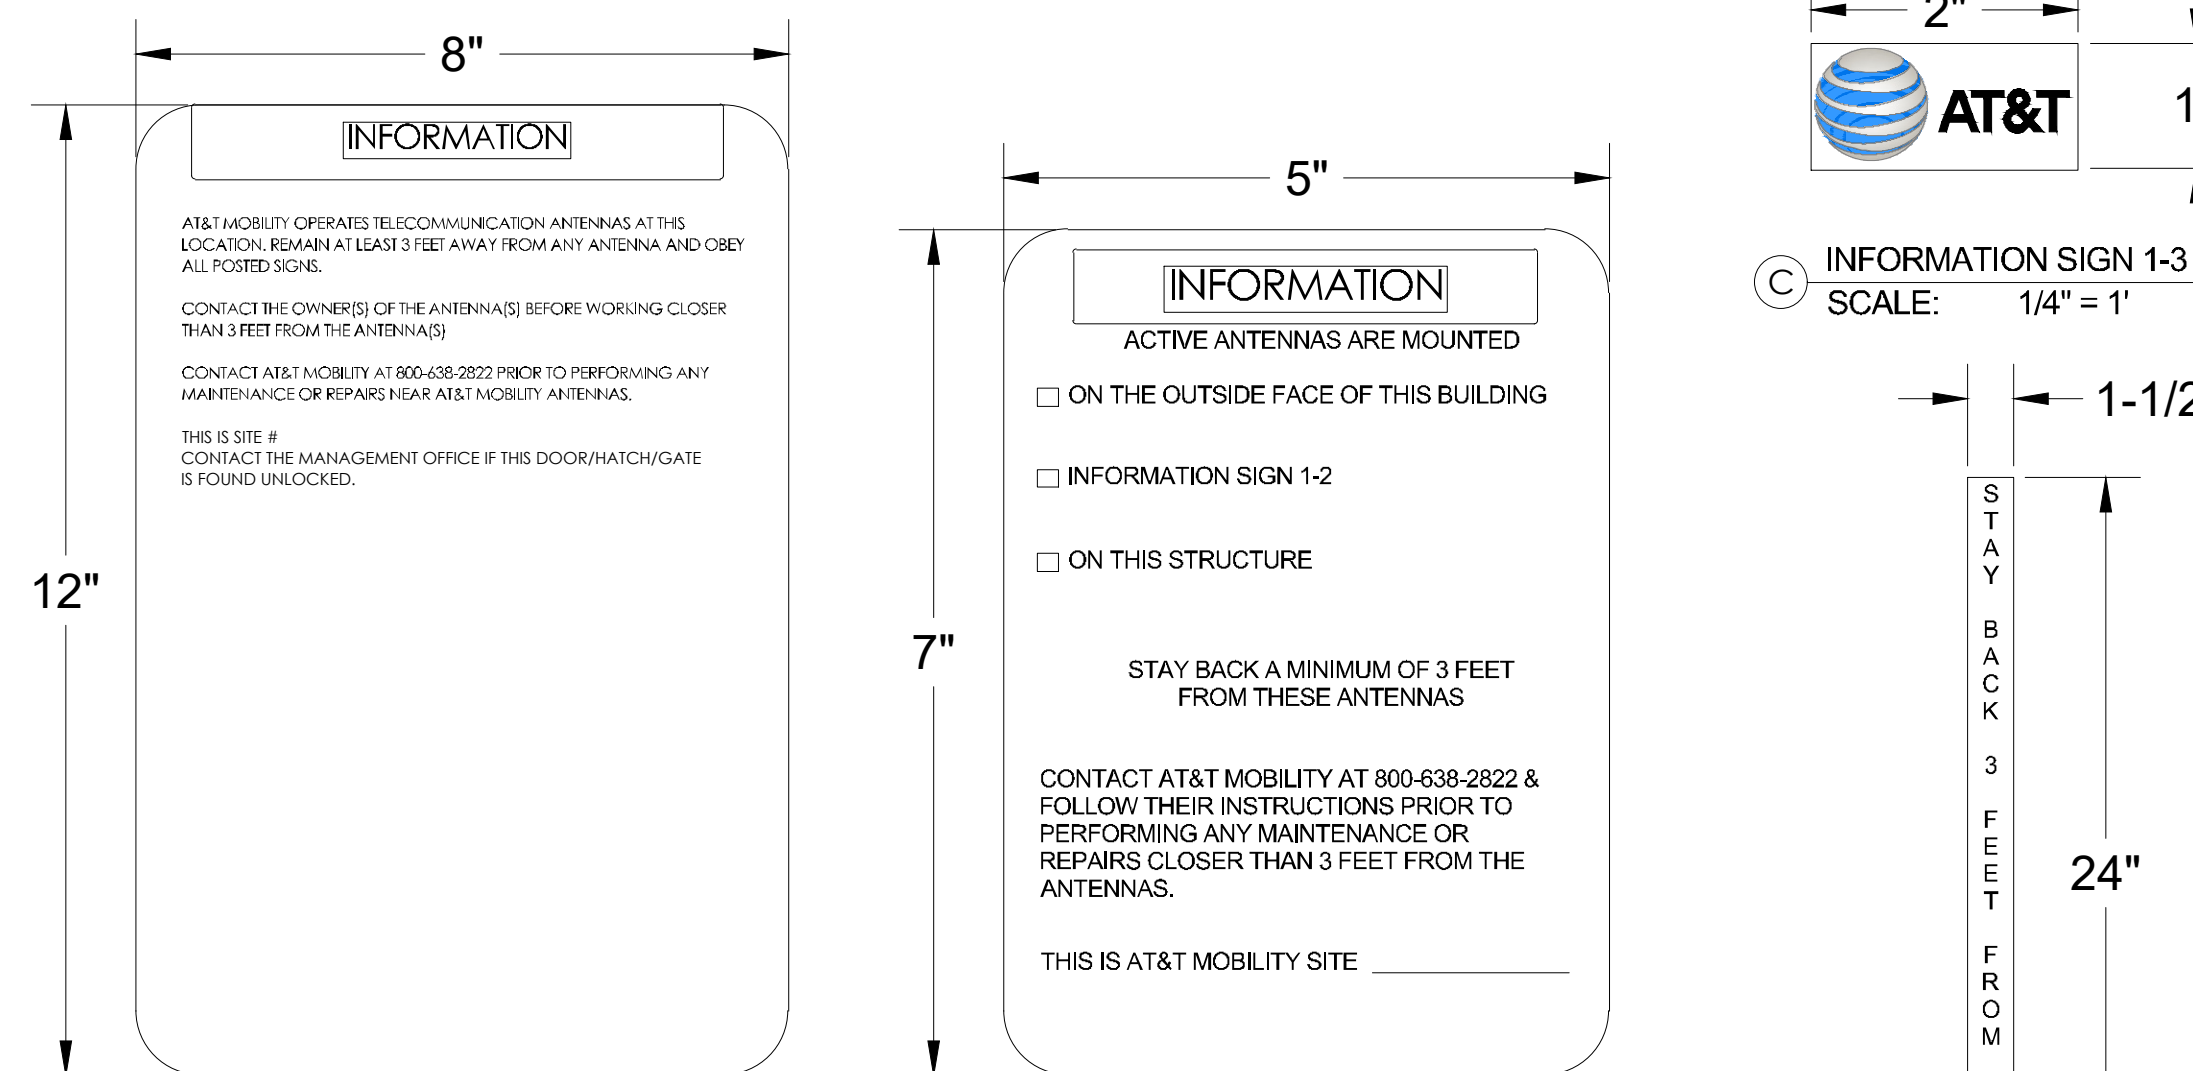 8"
12"
INFORMATION
AT&T MOBILITY OPERATES TELECOMMUNICATION ANTENNAS AT THIS
LOCATION. REMAIN AT LEAST 3 FEET AWAY FROM ANY ANTENNA AND OBEY
ALL POSTED SIGNS.
CONTACT THE OWNER(S) OF THE ANTENNA(S) BEFORE WORKING CLOSER
THAN 3 FEET FROM THE ANTENNA(S)
CONTACT AT&T MOBILITY AT 800-638-2822 PRIOR TO PERFORMING ANY
MAINTENANCE OR REPAIRS NEAR AT&T MOBILITY ANTENNAS.
THIS IS SITE #
CONTACT THE MANAGEMENT OFFICE IF THIS DOOR/HATCH/GATE
IS FOUND UNLOCKED.
5"
7"
INFORMATION
ACTIVE ANTENNAS ARE MOUNTED
ON THE OUTSIDE FACE OF THIS BUILDING
INFORMATION SIGN 1-2
ON THIS STRUCTURE
STAY BACK A MINIMUM OF 3 FEET
FROM THESE ANTENNAS
CONTACT AT&T MOBILITY AT 800-638-2822 &
FOLLOW THEIR INSTRUCTIONS PRIOR TO
PERFORMING ANY MAINTENANCE OR
REPAIRS CLOSER THAN 3 FEET FROM THE
ANTENNAS.
THIS IS AT&T MOBILITY SITE
2"
AT&T
1
C
INFORMATION SIGN 1-3
SCALE: 1/4" = 1'
1-1/2
STAY BACK 3 FEET FROM
24"